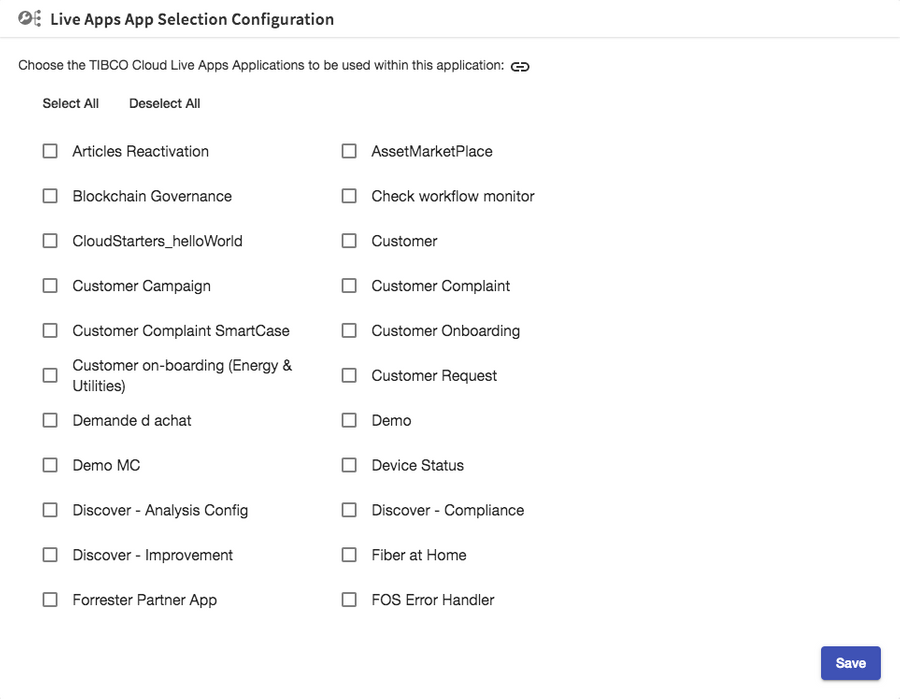 Live Apps App Selection Configuration
Choose the TIBCO Cloud Live Apps Applications to be used within this application:
Select All Deselect All
Articles Reactivation AssetMarketPlace
Blockchain Governance Check workflow monitor
CloudStarters_helloWorld Customer
Customer Campaign Customer Complaint
Customer Complaint SmartCase Customer Onboarding
Customer on-boarding (Energy &
Utilities) Customer Request
Demande d achat Demo
Demo MC Device Status
Discover - Analysis Config Discover - Compliance
Discover - Improvement Fiber at Home
Forrester Partner App FOS Error Handler
Save